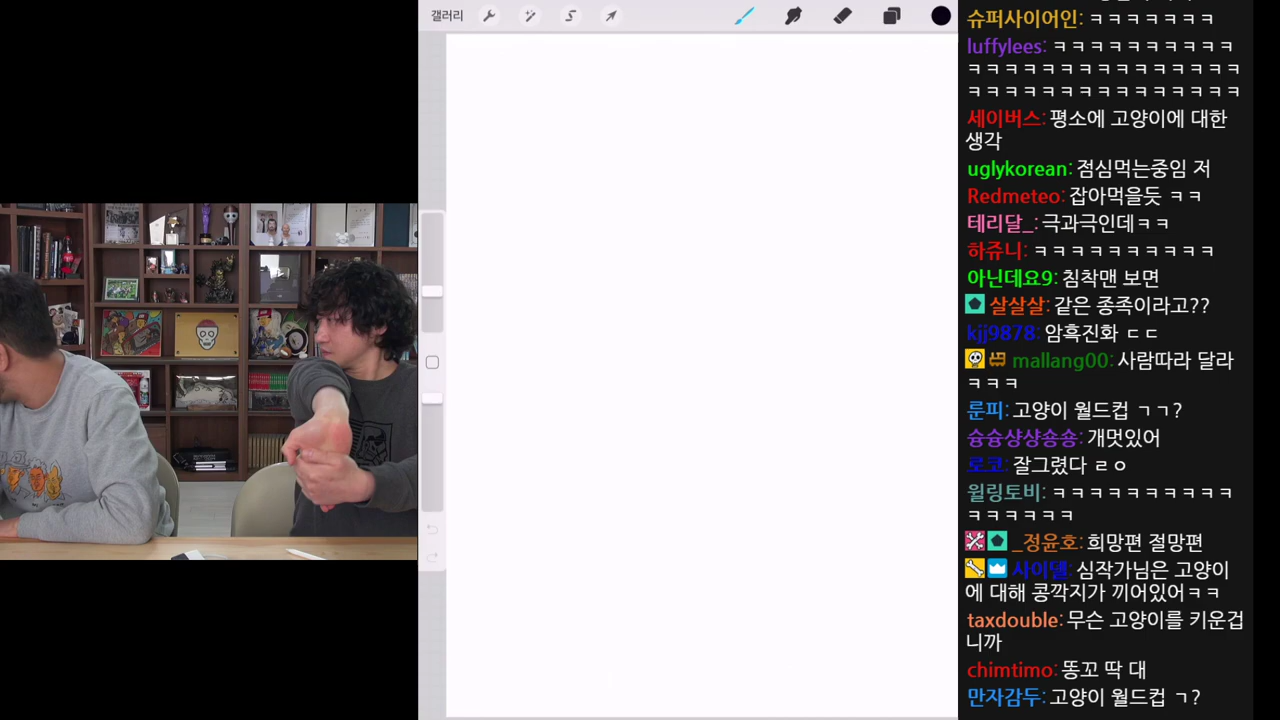 갤러리
슈퍼사이어인: ㅋㅋㅋㅋㅋㅋㅋ
luffylees: ㅋㅋㅋㅋㅋㅋㅋㅋㅋㅋ
ㅋㅋㅋㅋㅋㅋㅋㅋㅋㅋㅋㅋㅋㅋㅋ
ㅋㅋㅋㅋㅋㅋㅋㅋㅋㅋㅋㅋㅋㅋㅋ
세이버스: 평소에 고양이에 대한
생각
uglykorean: 점심먹는중임 저
Redmeteo: 잡아먹을듯 ㅋㅋ
테리달_: 극과극인데ㅋㅋ
하쥬니: ㅋㅋㅋㅋㅋㅋㅋㅋㅋㅋ
아닌데요9: 침착맨 보면
살살살: 같은 종족이라고??
kjj9878: 암흑진화 ㄷㄷ
mallang00: 사람따라 달라
ㅋㅋㅋ
룬피: 고양이 월드컵 ㄱㄱ?
슝슝샹샹숑숑: 개멋있어
로코: 잘그렸다 ㄹㅇ
윌링토비: ㅋㅋㅋㅋㅋㅋㅋㅋㅋㅋ
ㅋㅋㅋㅋㅋㅋ
_정윤호: 희망편 절망편
사이델: 심작가님은 고양이
에 대해 콩깍지가 끼어있어ㅋㅋ
taxdouble: 무슨 고양이를 키운겁
니까
chimtimo: 똥꼬 딱 대
만자감두: 고양이 월드컵 ㄱ?